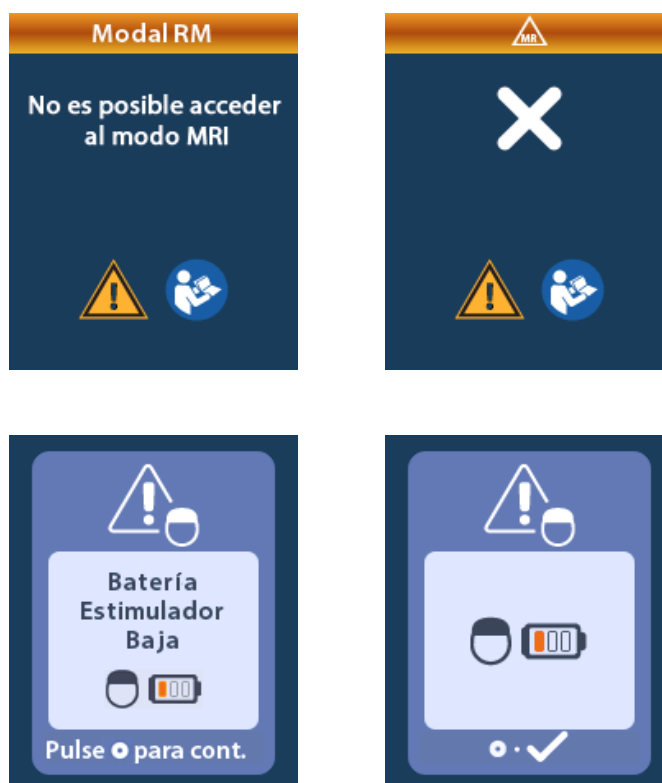 Modal RM
MR
No es posible acceder
al modo MRI
Batería
Estimulador
Baja
Pulse para cont.